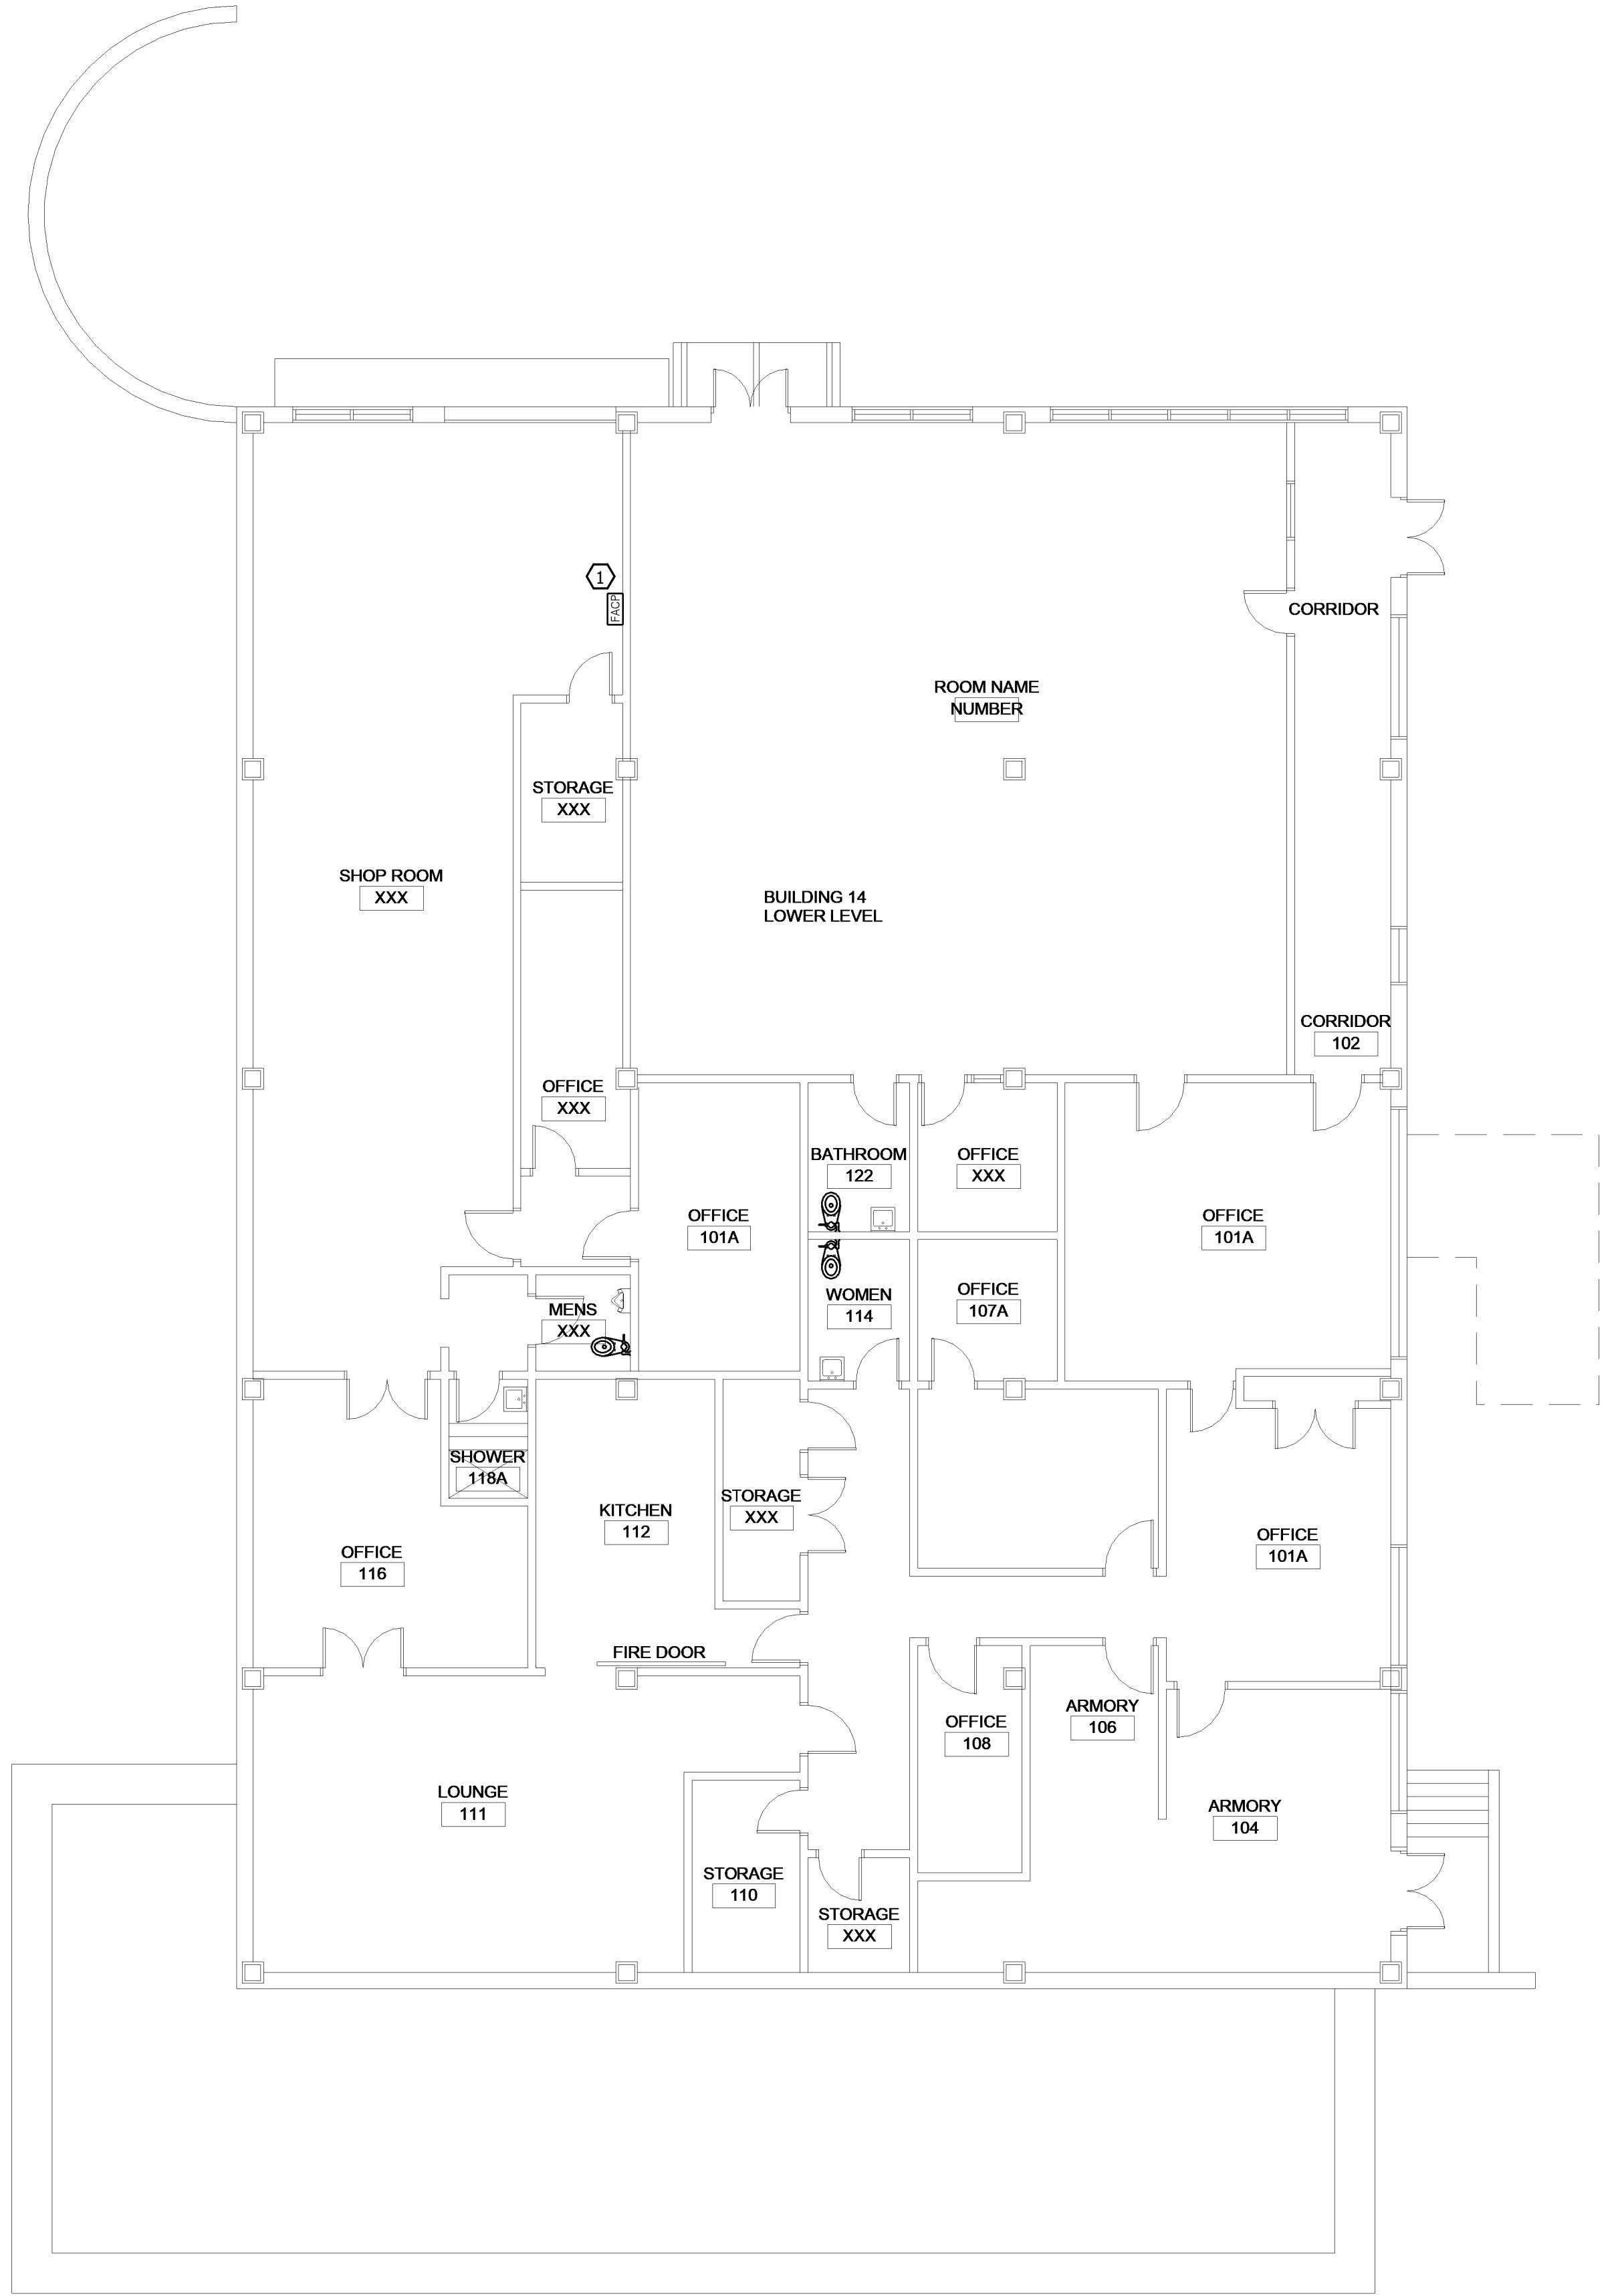 1
FACP
CORRIDOR
ROOM NAME
NUMBER
STORAGE
XXX
SHOP ROOM
XXX
BUILDING 14
LOWER LEVEL
CORRIDOR
102
OFFICE
XXX
BATHROOM
122
OFFICE
XXX
OFFICE
101A
OFFICE
101A
WOMEN
114
OFFICE
107A
MENS
XXX
SHOWER
118A
STORAGE
XXX
KITCHEN
112
OFFICE
101A
OFFICE
116
FIRE DOOR
ARMORY
106
OFFICE
108
LOUNGE
111
ARMORY
104
STORAGE
110
STORAGE
XXX